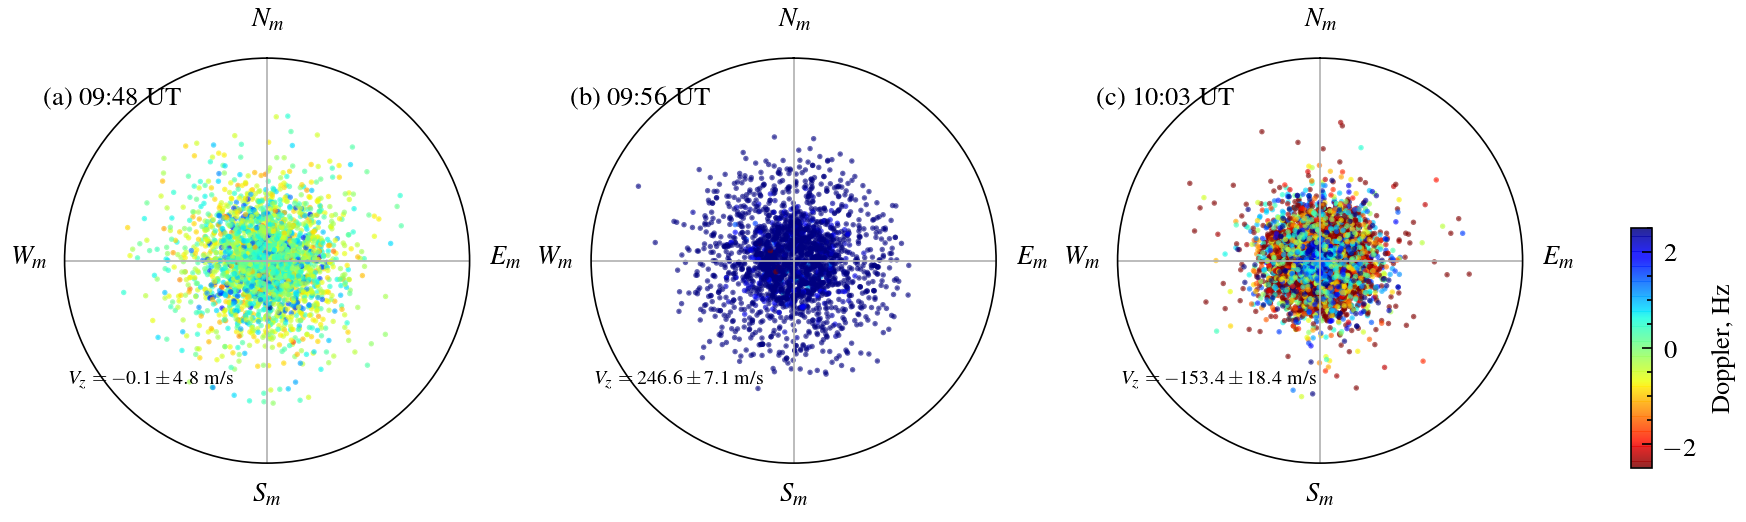 N_m
N_m
N_m
(a) 09:48 UT
(b) 09:56 UT
(c) 10:03 UT
W_m
E_m
W_m
E_m
W_m
E_m
V_z = −0.1 ± 4.8 m/s
V_z = 246.6 ± 7.1 m/s
V_z = −153.4 ± 18.4 m/s
S_m
S_m
S_m
2
0
−2
Doppler, Hz